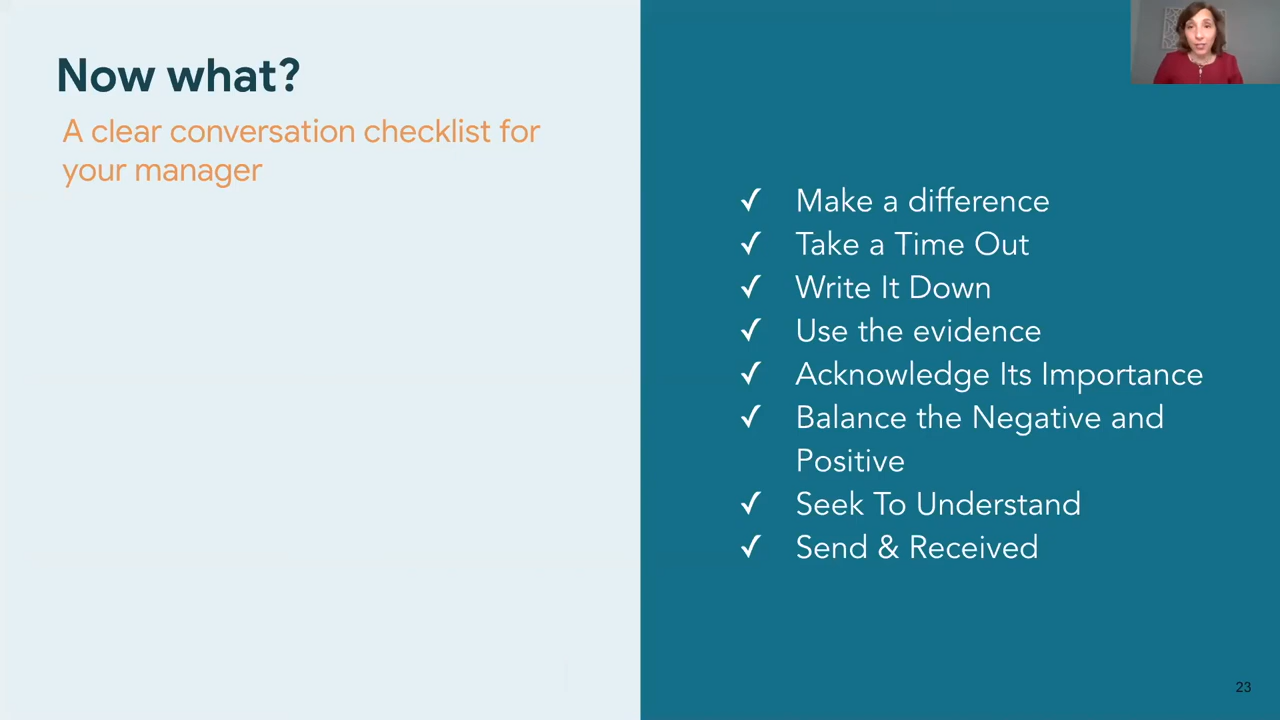 Now what?
A clear conversation checklist for
your manager
✓ Make a difference
✓ Take a Time Out
✓ Write It Down
✓ Use the evidence
✓ Acknowledge Its Importance
✓ Balance the Negative and
Positive
✓ Seek To Understand
✓ Send & Received
23